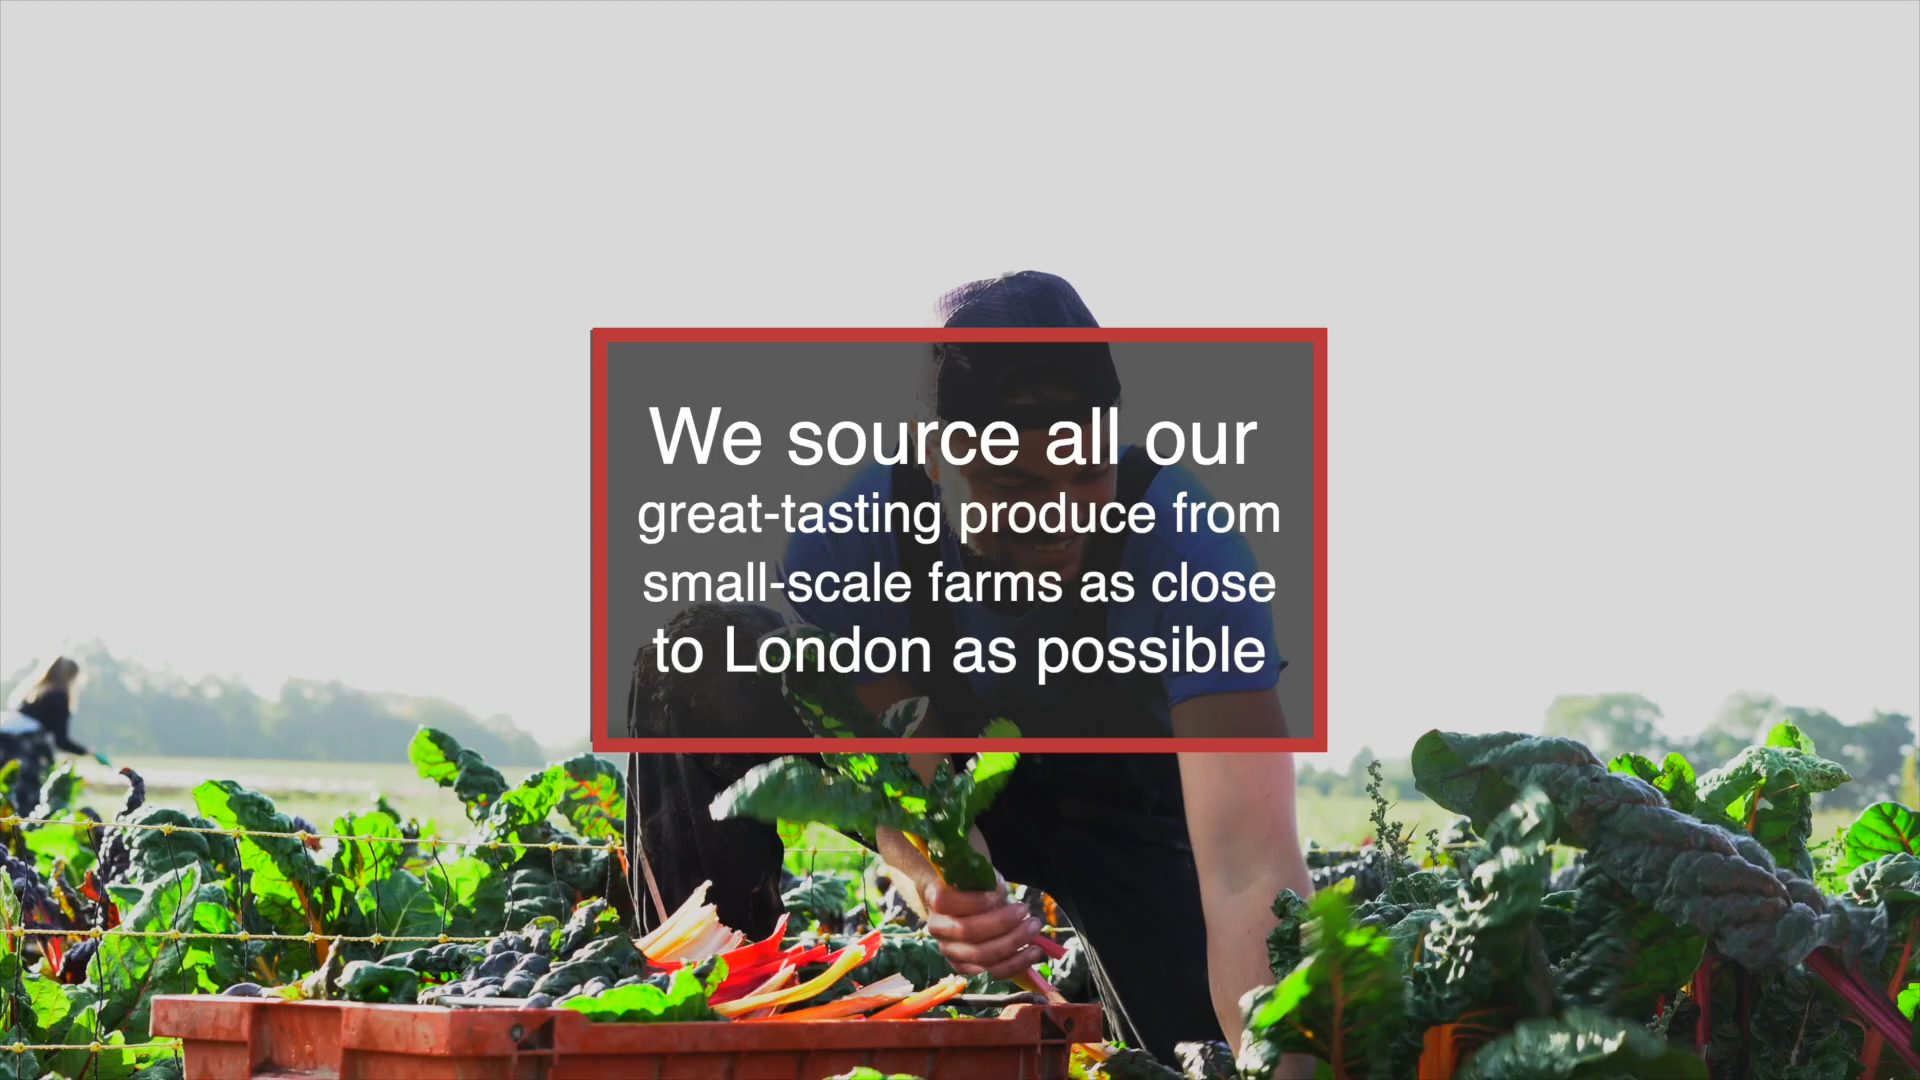 We source all our
great-tasting produce from
small-scale farms as close
to London as possible